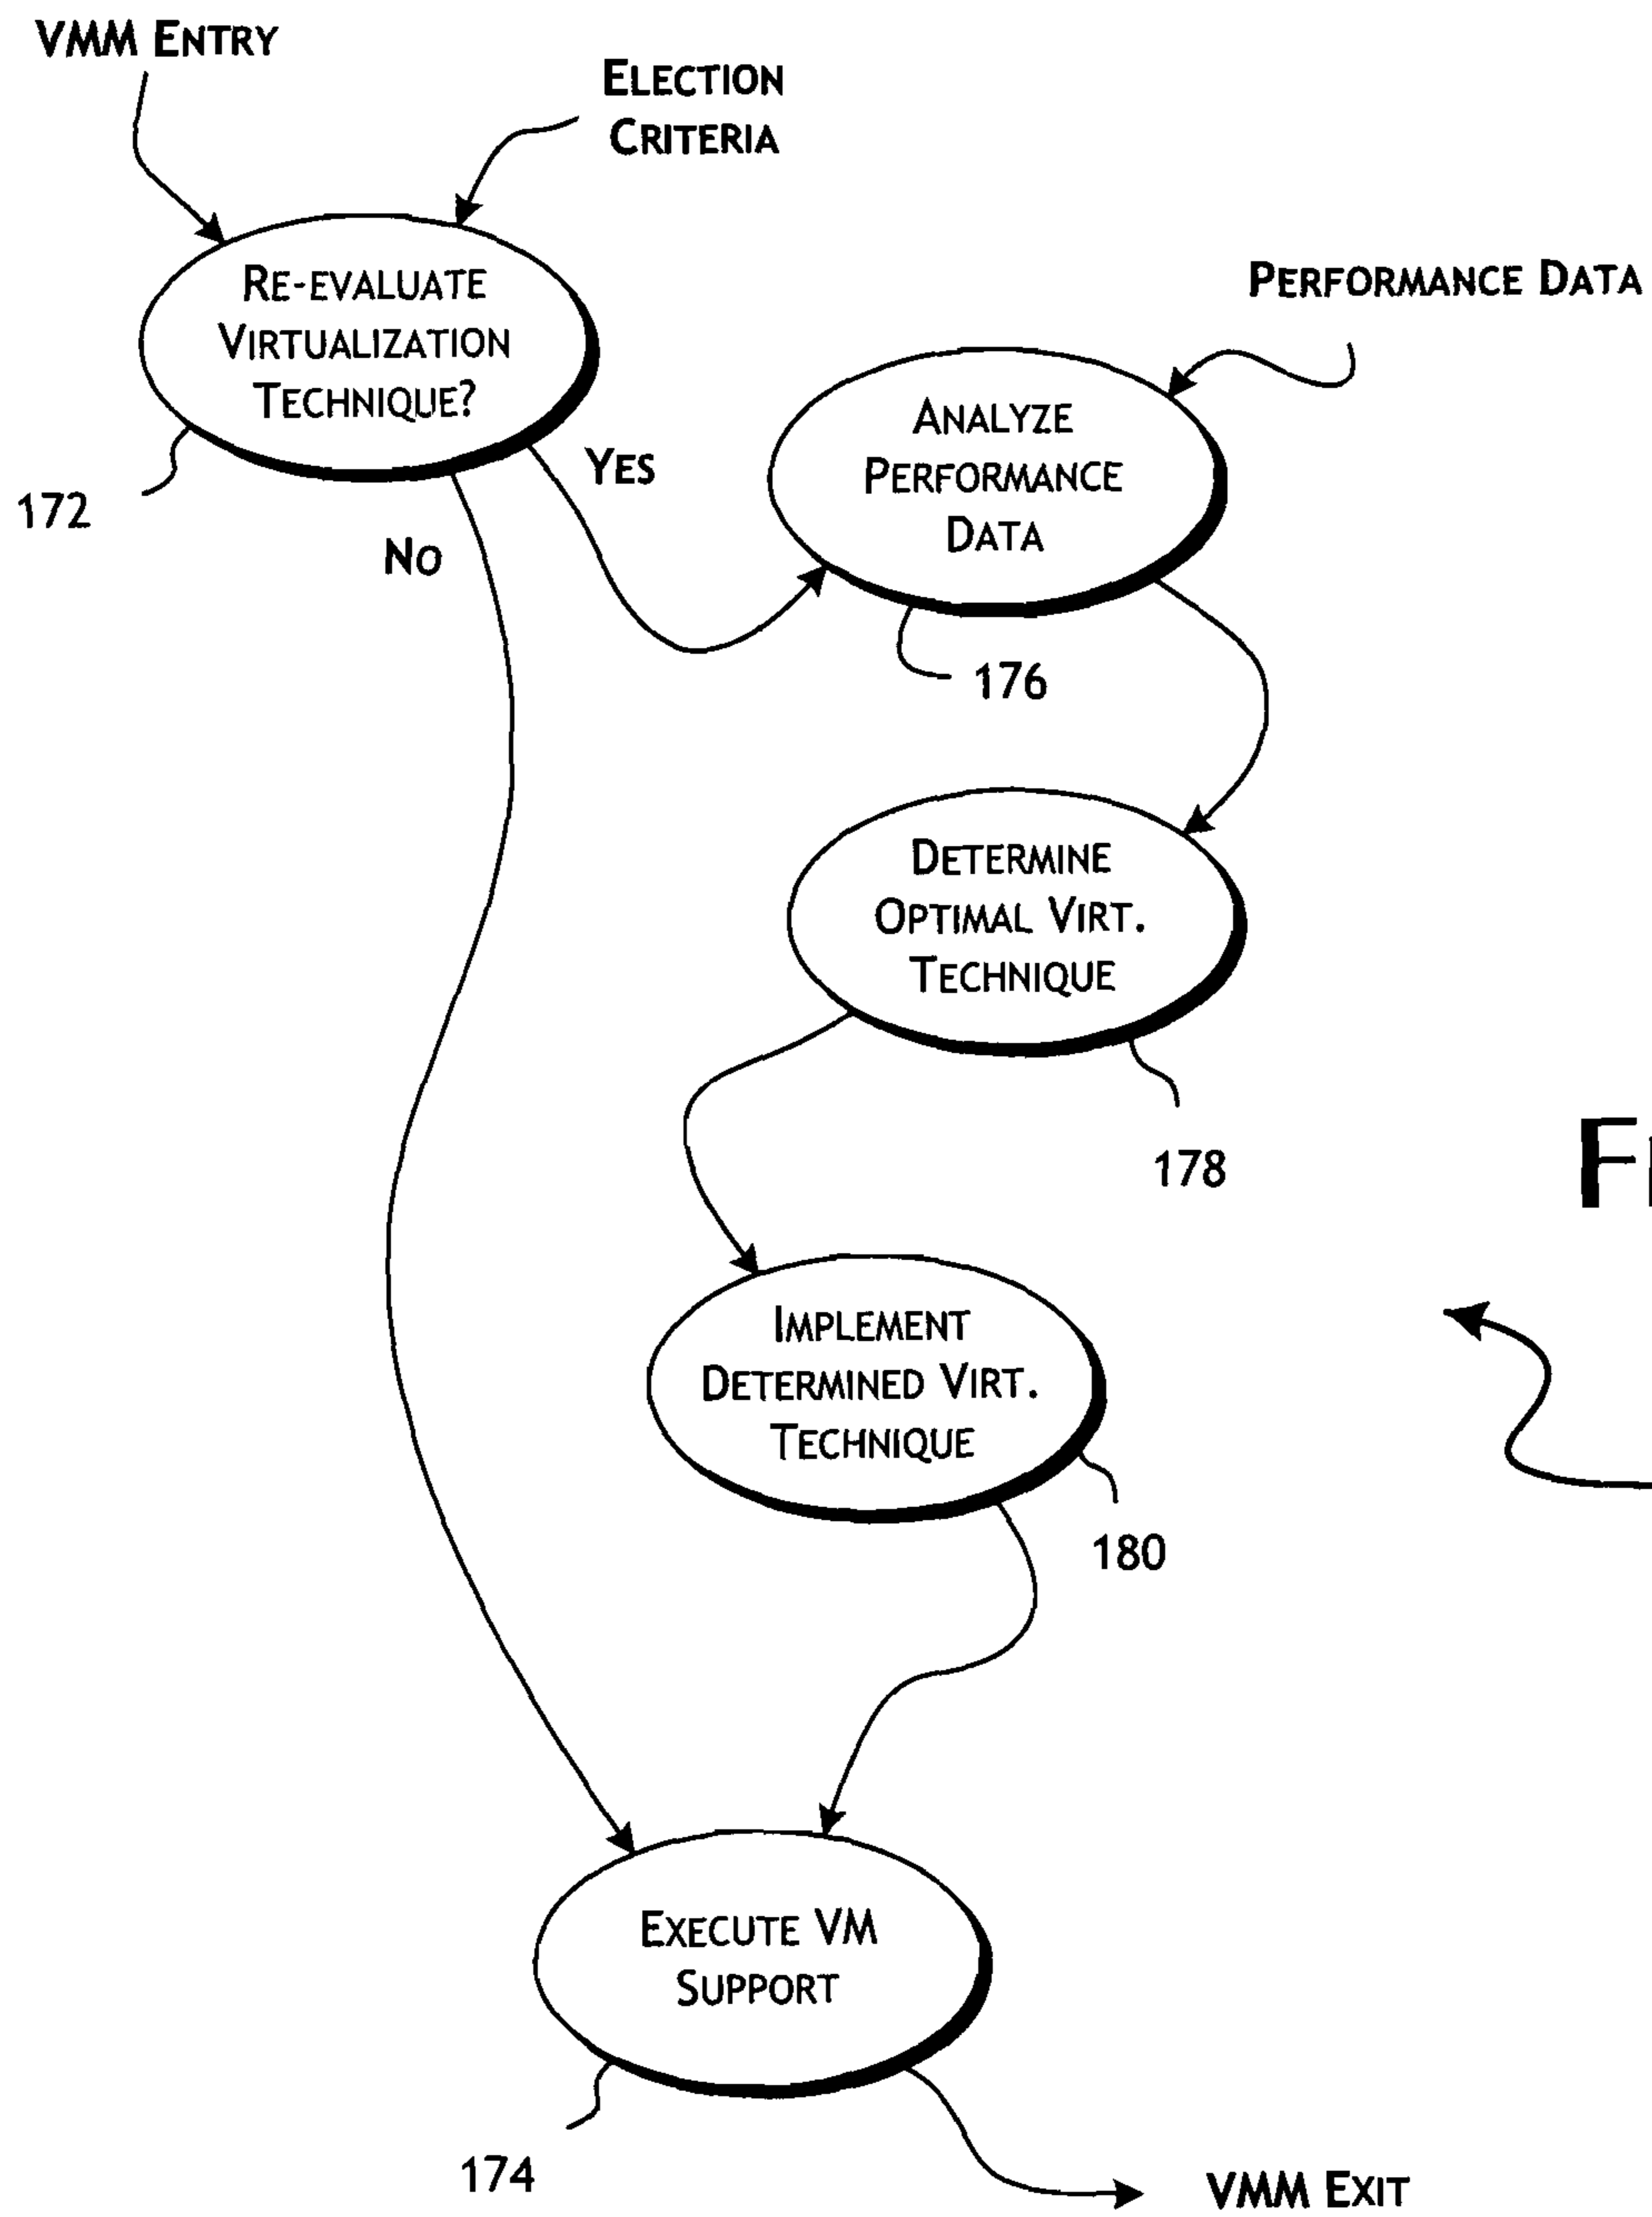 VMM ENTRY
ELECTION
CRITERIA
RE-EVALUATE
VIRTUALIZATION
TECHNIQUE?
PERFORMANCE DATA
172
YES
NO
ANALYZE
PERFORMANCE
DATA
176
DETERMINE
OPTIMAL VIRT.
TECHNIQUE
178
IMPLEMENT
DETERMINED VIRT.
TECHNIQUE
180
EXECUTE VM
SUPPORT
174
VMM EXIT